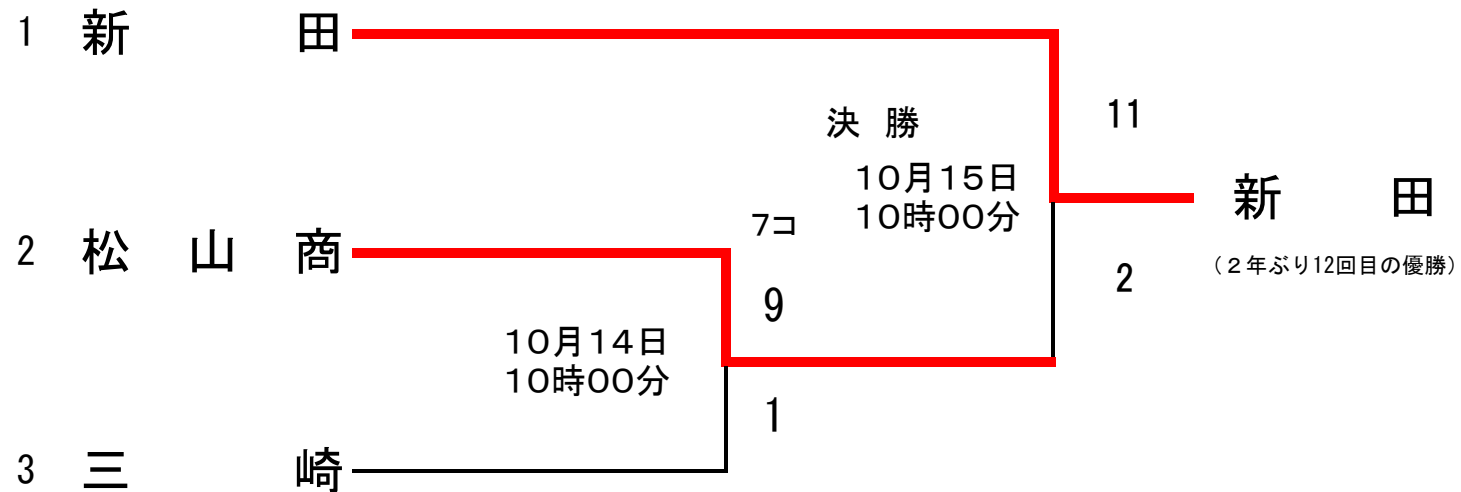 1 新 田
決 勝
11
10月15日
10時00分
新 田
(2年ぶり12回目の優勝)
7コ
2 松 山 商
2
9
10月14日
10時00分
1
3 三 崎